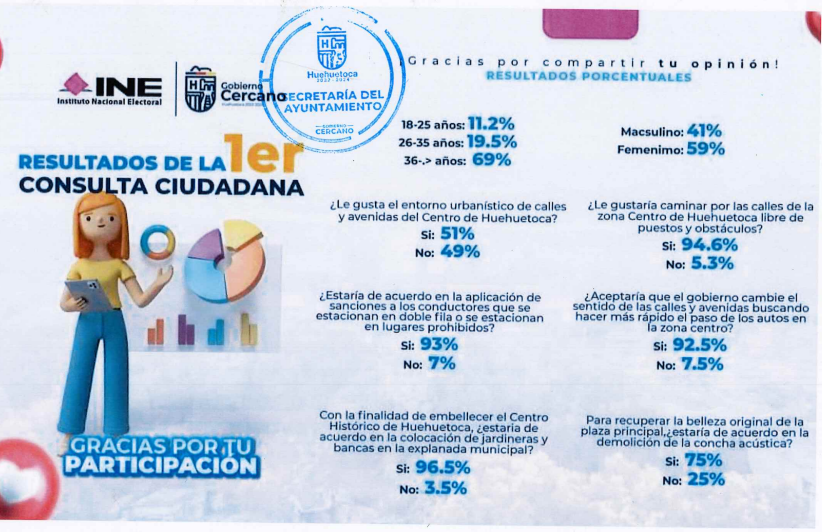 INE
Instituto Nacional Electoral
Gobierno
Cercano
Huehuetoca
2022 - 2024
SECRETARÍA DEL
AYUNTAMIENTO
GOBIERNO
CERCANO
RESULTADOS DE LA 1er
CONSULTA CIUDADANA
GRACIAS POR TU
PARTICIPACIÓN
¡Gracias por compartir tu opinión!
RESULTADOS PORCENTUALES
18-25 años: 11.2%
26-35 años: 19.5%
36-.> años: 69%
Macsulino: 41%
Femenimo: 59%
¿Le gusta el entorno urbanístico de calles
y avenidas del Centro de Huehuetoca?
Si: 51%
No: 49%
¿Le gustaría caminar por las calles de la
zona Centro de Huehuetoca libre de
puestos y obstáculos?
Si: 94.6%
No: 5.3%
¿Estaría de acuerdo en la aplicación de
sanciones a los conductores que se
estacionan en doble fila o se estacionan
en lugares prohibidos?
Si: 93%
No: 7%
¿Aceptaría que el gobierno cambie el
sentido de las calles y avenidas buscando
hacer más rápido el paso de los autos en
la zona centro?
Si: 92.5%
No: 7.5%
Con la finalidad de embellecer el Centro
Histórico de Huehuetoca, ¿estaria de
acuerdo en la colocación de jardineras y
bancas en la explanada municipal?
Si: 96.5%
No: 3.5%
Para recuperar la belleza original de la
plaza principal,¿estaría de acuerdo en la
demolición de la concha acústica?
Si: 75%
No: 25%